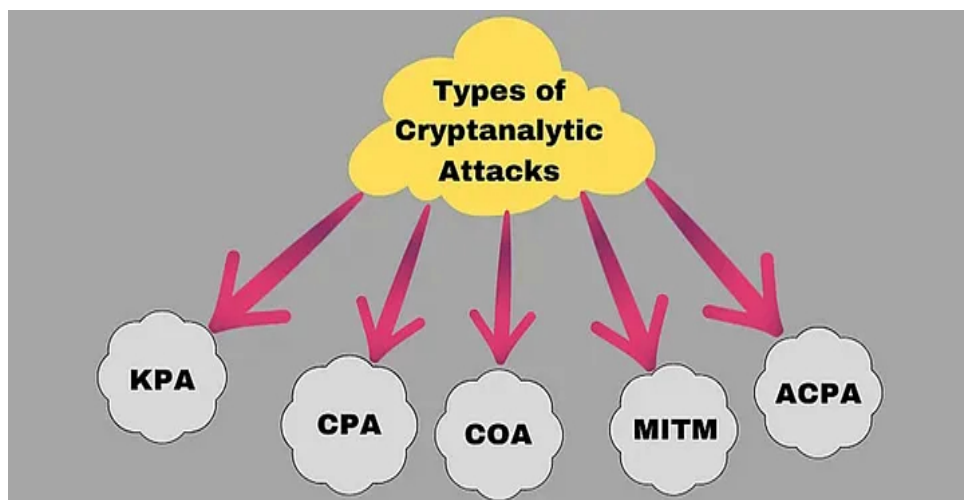 Types of
Cryptanalytic
Attacks
KPA
CPA
COA
MITM
ACPA